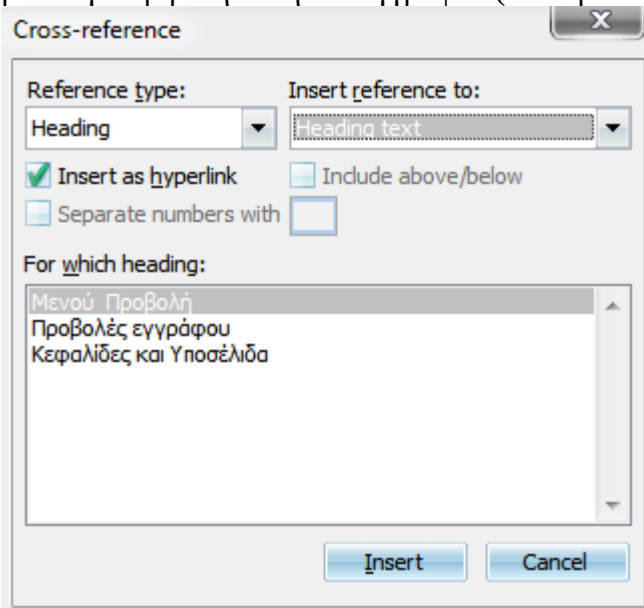 Cross-reference
Reference type: Insert reference to:
Heading Heading text
Insert as hyperlink Include above/below
Separate numbers with
For which heading:
Μενού Προβολή
Προβολές εγγράφου
Κεφαλίδες και Υποσέλιδα
Insert Cancel